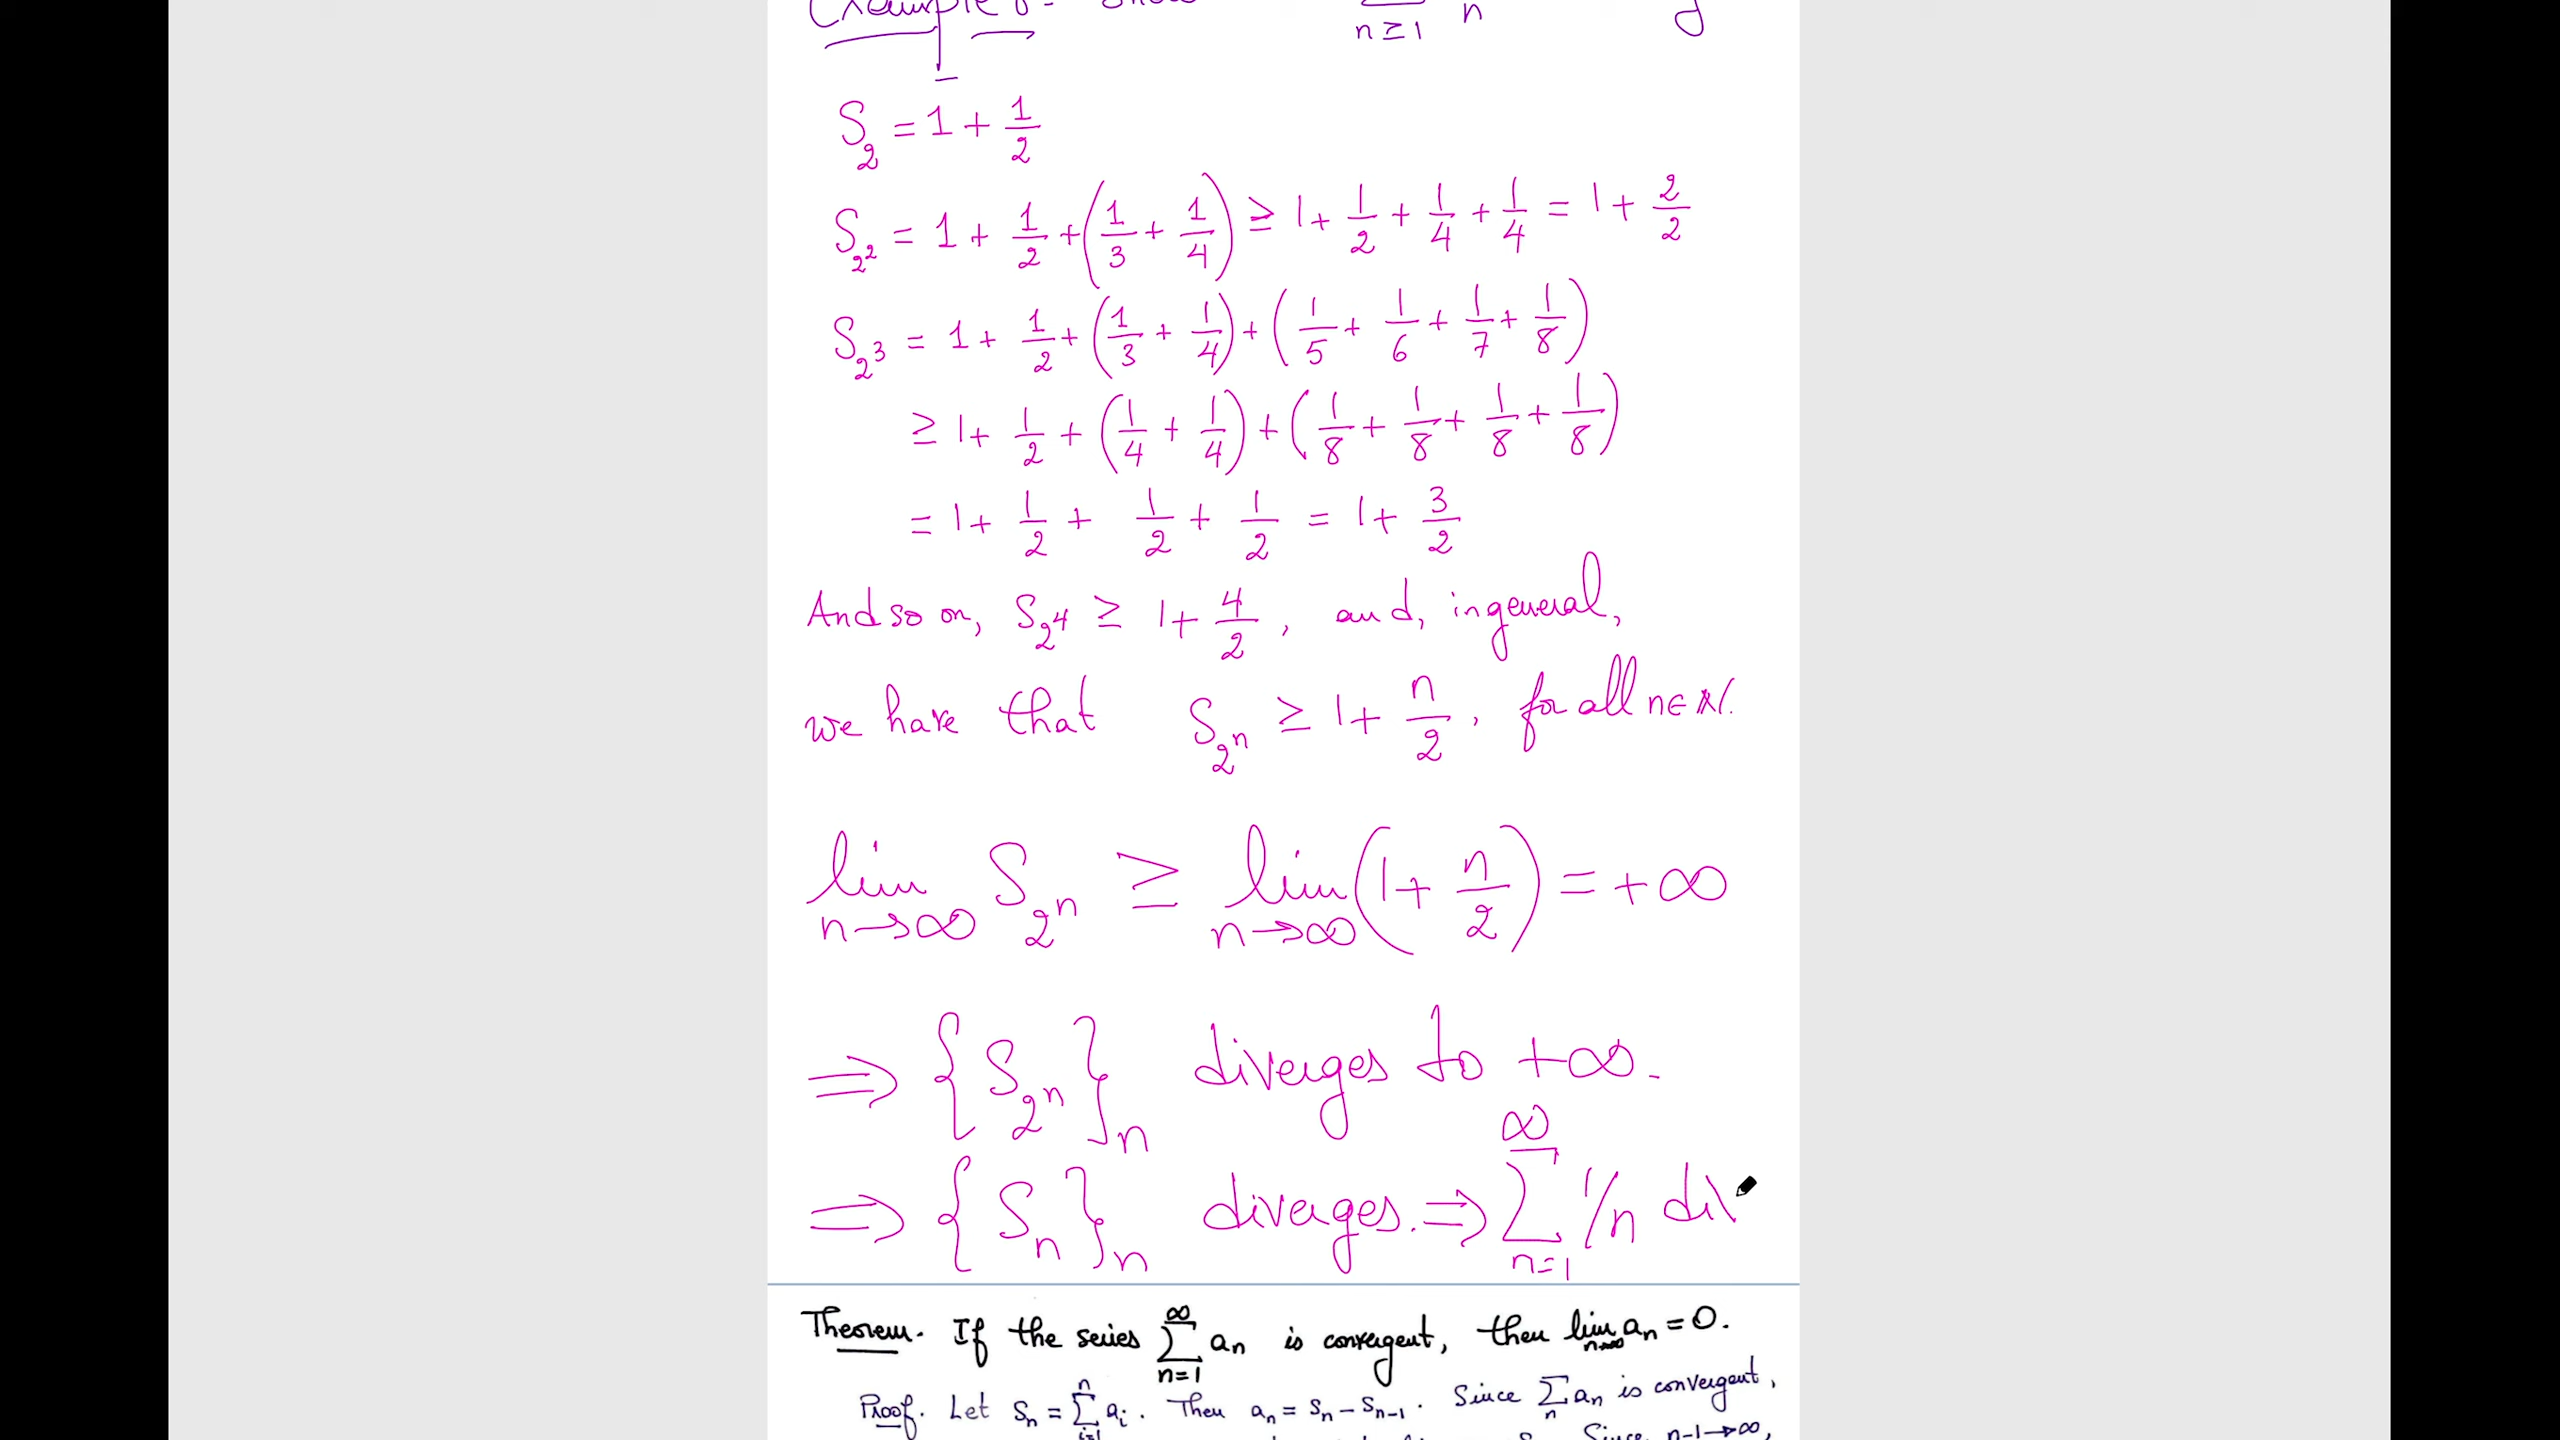 Example 8.
n≥1 n
S_2 = 1 + 1/2
S_{2^2} = 1 + 1/2 + (1/3 + 1/4) ≥ 1 + 1/2 + 1/4 + 1/4 = 1 + 2/2
S_{2^3} = 1 + 1/2 + (1/3 + 1/4) + (1/5 + 1/6 + 1/7 + 1/8)
≥ 1 + 1/2 + (1/4 + 1/4) + (1/8 + 1/8 + 1/8 + 1/8)
= 1 + 1/2 + 1/2 + 1/2 = 1 + 3/2
And so on, S_{2^4} ≥ 1 + 4/2, and, in general,
we have that S_{2^n} ≥ 1 + n/2, for all n∈ℕ.
lim_{n→∞} S_{2^n} ≥ lim_{n→∞} (1 + n/2) = +∞
⇒ {S_{2^n}}_n diverges to +∞.
⇒ {S_n}_n diverges. ⇒ ∑_{n=1}^{∞} 1/n div
Theorem. If the series ∑_{n=1}^{∞} a_n is convergent, then lim_{n→∞} a_n = 0.
Proof. Let S_n = ∑_{i=1}^{n} a_i. Then a_n = S_n − S_{n−1}. Since ∑_n a_n is convergent,
Since n−1→∞,